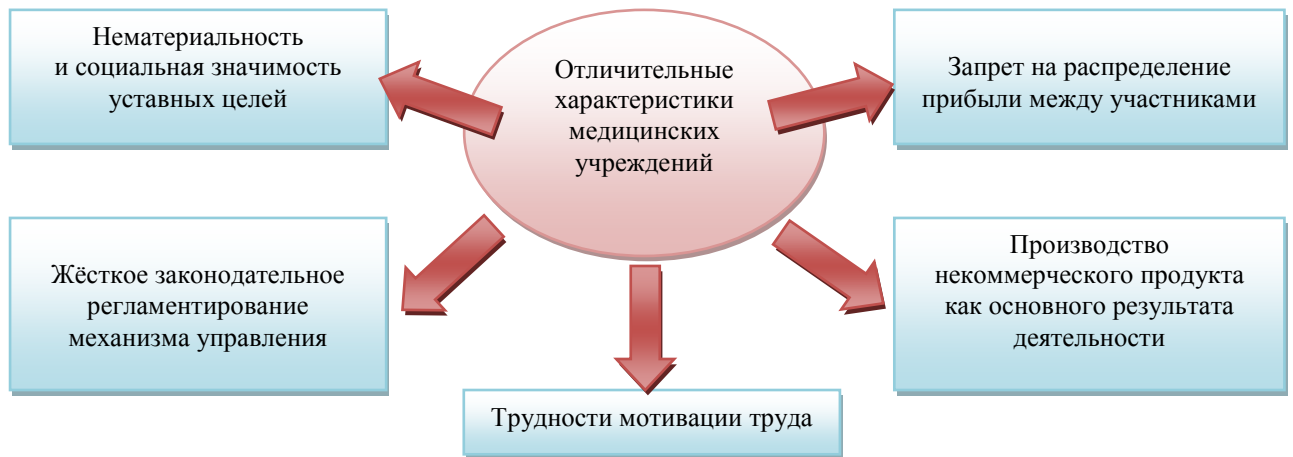 Нематериальность
и социальная значимость
уставных целей
Отличительные
характеристики
медицинских
учреждений
Запрет на распределение
прибыли между участниками
Жёсткое законодательное
регламентирование
механизма управления
Производство
некоммерческого продукта
как основного результата
деятельности
Трудности мотивации труда